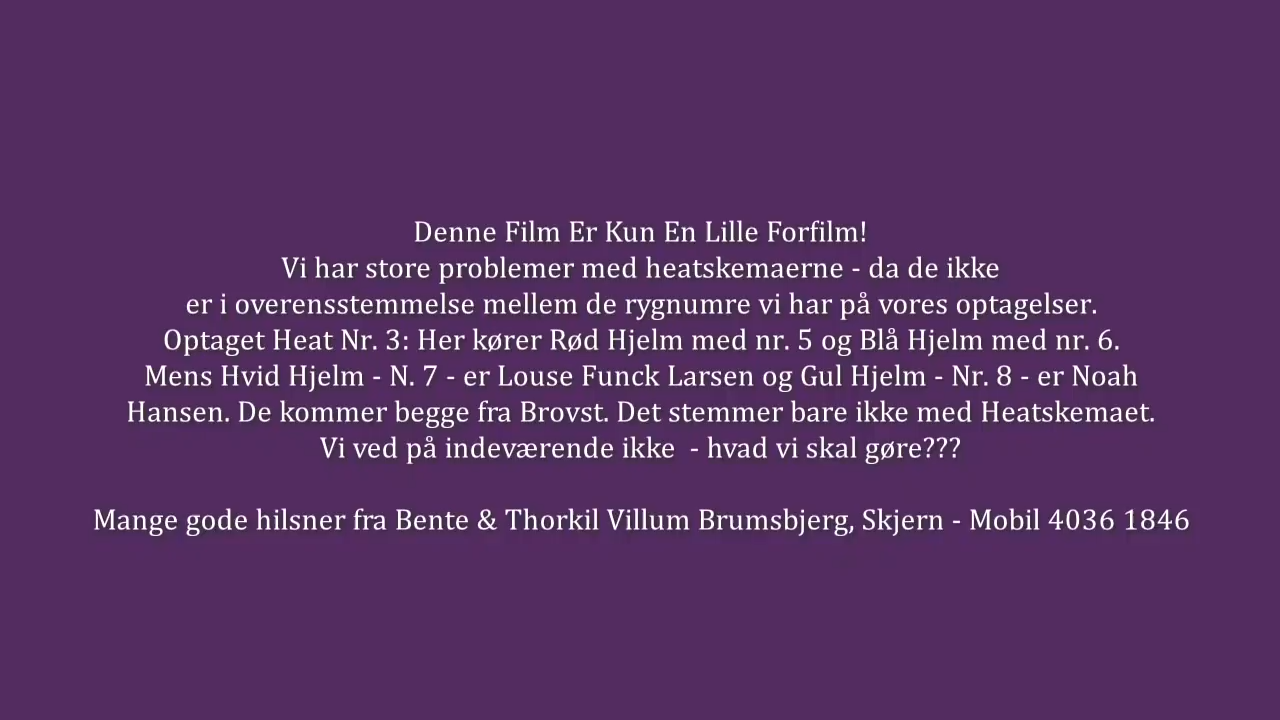 Denne Film Er Kun En Lille Forfilm!
Vi har store problemer med heatskemaerne - da de ikke
er i overensstemmelse mellem de rygnumre vi har på vores optagelser.
Optaget Heat Nr. 3: Her kører Rød Hjelm med nr. 5 og Blå Hjelm med nr. 6.
Mens Hvid Hjelm - N. 7 - er Louse Funck Larsen og Gul Hjelm - Nr. 8 - er Noah
Hansen. De kommer begge fra Brovst. Det stemmer bare ikke med Heatskemaet.
Vi ved på indeværende ikke  - hvad vi skal gøre???
Mange gode hilsner fra Bente & Thorkil Villum Brumsbjerg, Skjern - Mobil 4036 1846